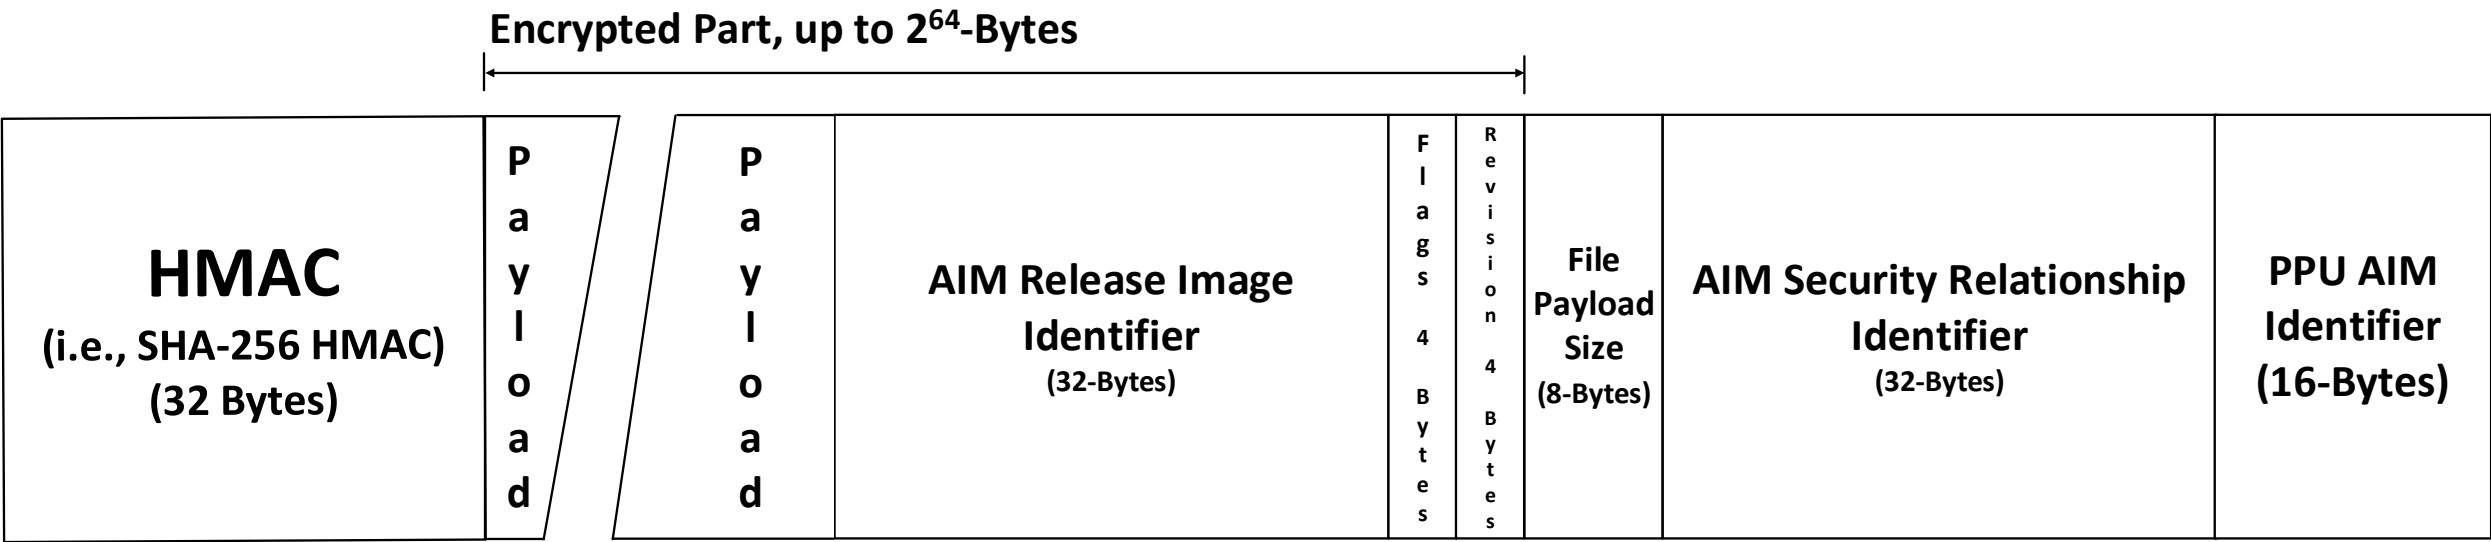 Encrypted Part, up to 2⁶⁴-Bytes
HMAC
(i.e., SHA-256 HMAC)
(32 Bytes)
Payload
Payload
AIM Release Image
Identifier
(32-Bytes)
Flags 4 Bytes
Revision 4 Bytes
File
Payload
Size
(8-Bytes)
AIM Security Relationship
Identifier
(32-Bytes)
PPU AIM
Identifier
(16-Bytes)